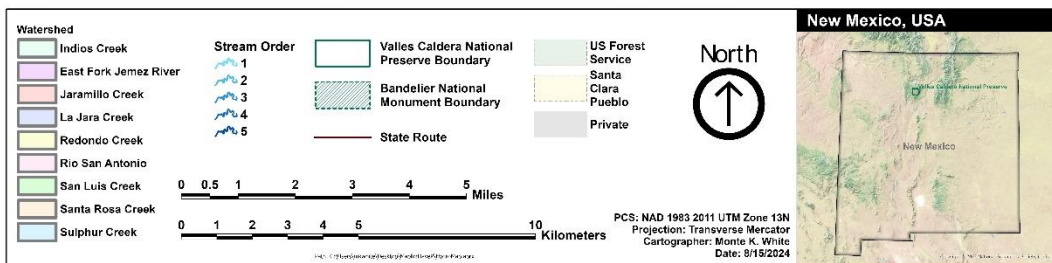 Watershed
Indios Creek
East Fork Jemez River
Jaramillo Creek
La Jara Creek
Redondo Creek
Rio San Antonio
San Luis Creek
Santa Rosa Creek
Sulphur Creek
Stream Order
1
2
3
4
5
Valles Caldera National
Preserve Boundary
Bandelier National
Monument Boundary
State Route
US Forest
Service
Santa
Clara
Pueblo
Private
North
0 0.5 1 2 3 4 5
Miles
0 1 2 3 4 5 10
Kilometers
PCS: NAD 1983 2011 UTM Zone 13N
Projection: Transverse Mercator
Cartographer: Monte K. White
Date: 8/15/2024
New Mexico, USA
Valles Caldera National Preserve
New Mexico